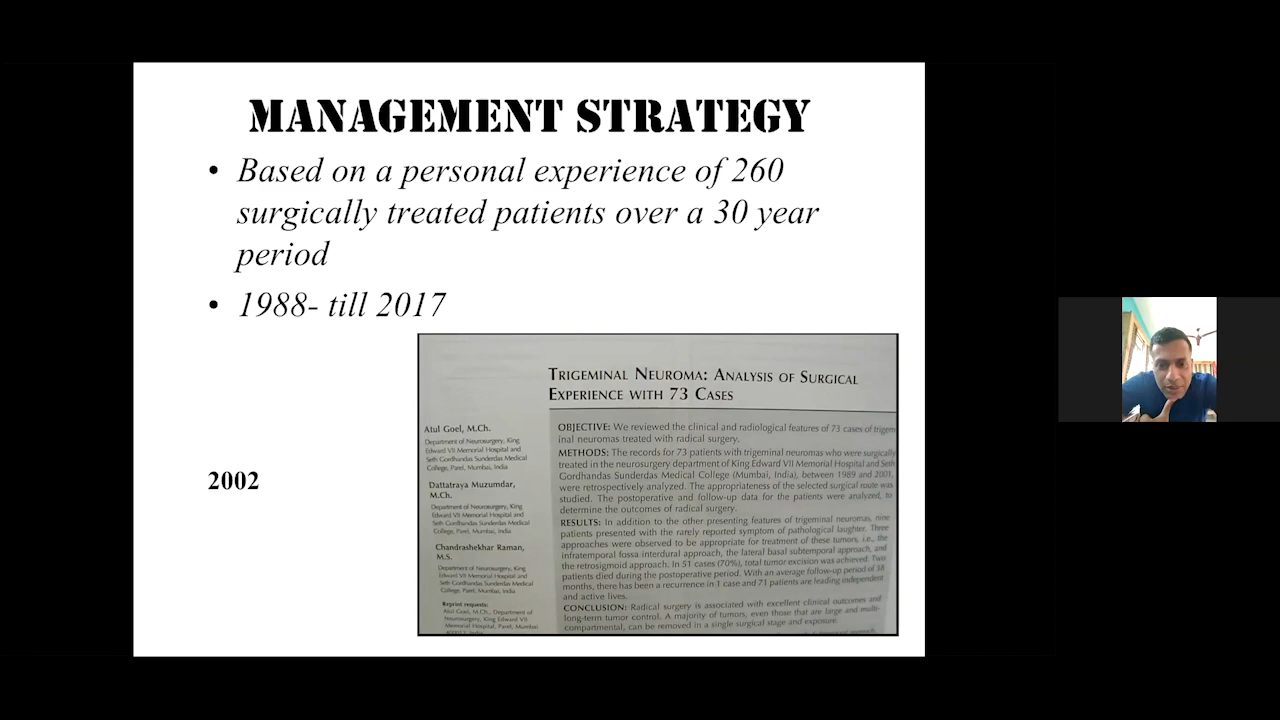 MANAGEMENT STRATEGY
• Based on a personal experience of 260
surgically treated patients over a 30 year
period
• 1988- till 2017
2002
TRIGEMINAL NEUROMA: ANALYSIS OF SURGICAL
EXPERIENCE WITH 73 CASES
Atul Goel, M.Ch.
Department of Neurosurgery, King
Edward VII Memorial Hospital and
Seth Gordhandas Sunderdas Medical
College, Parel, Mumbai, India
Dattatraya Muzumdar,
M.Ch.
Department of Neurosurgery, King
Edward VII Memorial Hospital and
Seth Gordhandas Sunderdas Medical
College, Parel, Mumbai, India
Chandrashekhar Raman,
M.S.
Department of Neurosurgery, King
Edward VII Memorial Hospital and
Seth Gordhandas Sunderdas Medical
College, Parel, Mumbai, India
Reprint requests:
Atul Goel, M.Ch., Department of
Neurosurgery, King Edward VII
Memorial Hospital, Parel, Mumbai
OBJECTIVE: We reviewed the clinical and radiological features of 73 cases of trigem
inal neuromas treated with radical surgery.
METHODS: The records for 73 patients with trigeminal neuromas who were surgically
treated in the neurosurgery department of King Edward VII Memorial Hospital and Seth
Gordhandas Sunderdas Medical College (Mumbai, India), between 1989 and 2001,
were retrospectively analyzed. The appropriateness of the selected surgical route was
studied. The postoperative and follow-up data for the patients were analyzed, to
determine the outcomes of radical surgery.
RESULTS: In addition to the other presenting features of trigeminal neuromas, nine
patients presented with the rarely reported symptom of pathological laughter. Three
approaches were observed to be appropriate for treatment of these tumors, i.e., the
infratemporal fossa interdural approach, the lateral basal subtemporal approach, and
the retrosigmoid approach. In 51 cases (70%), total tumor excision was achieved. Two
patients died during the postoperative period. With an average follow-up period of 38
months, there has been a recurrence in 1 case and 71 patients are leading independent
and active lives.
CONCLUSION: Radical surgery is associated with excellent clinical outcomes and
long-term tumor control. A majority of tumors, even those that are large and multi-
compartmental, can be removed in a single surgical stage and exposure.